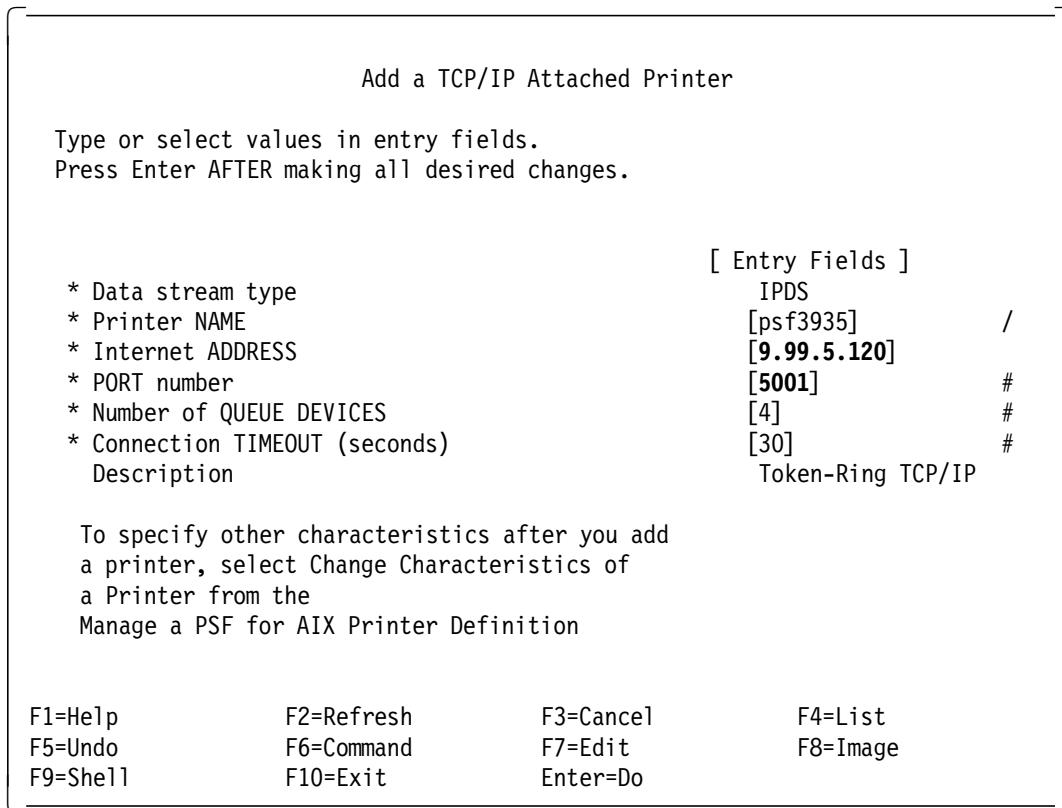 Add a TCP/IP Attached Printer
Type or select values in entry fields.
Press Enter AFTER making all desired changes.
[ Entry Fields ]
* Data stream type IPDS
* Printer NAME [psf3935] /
* Internet ADDRESS [9.99.5.120]
* PORT number [5001] #
* Number of QUEUE DEVICES [4] #
* Connection TIMEOUT (seconds) [30] #
Description Token-Ring TCP/IP
To specify other characteristics after you add
a printer, select Change Characteristics of
a Printer from the
Manage a PSF for AIX Printer Definition
F1=Help F2=Refresh F3=Cancel F4=List
F5=Undo F6=Command F7=Edit F8=Image
F9=Shell F10=Exit Enter=Do